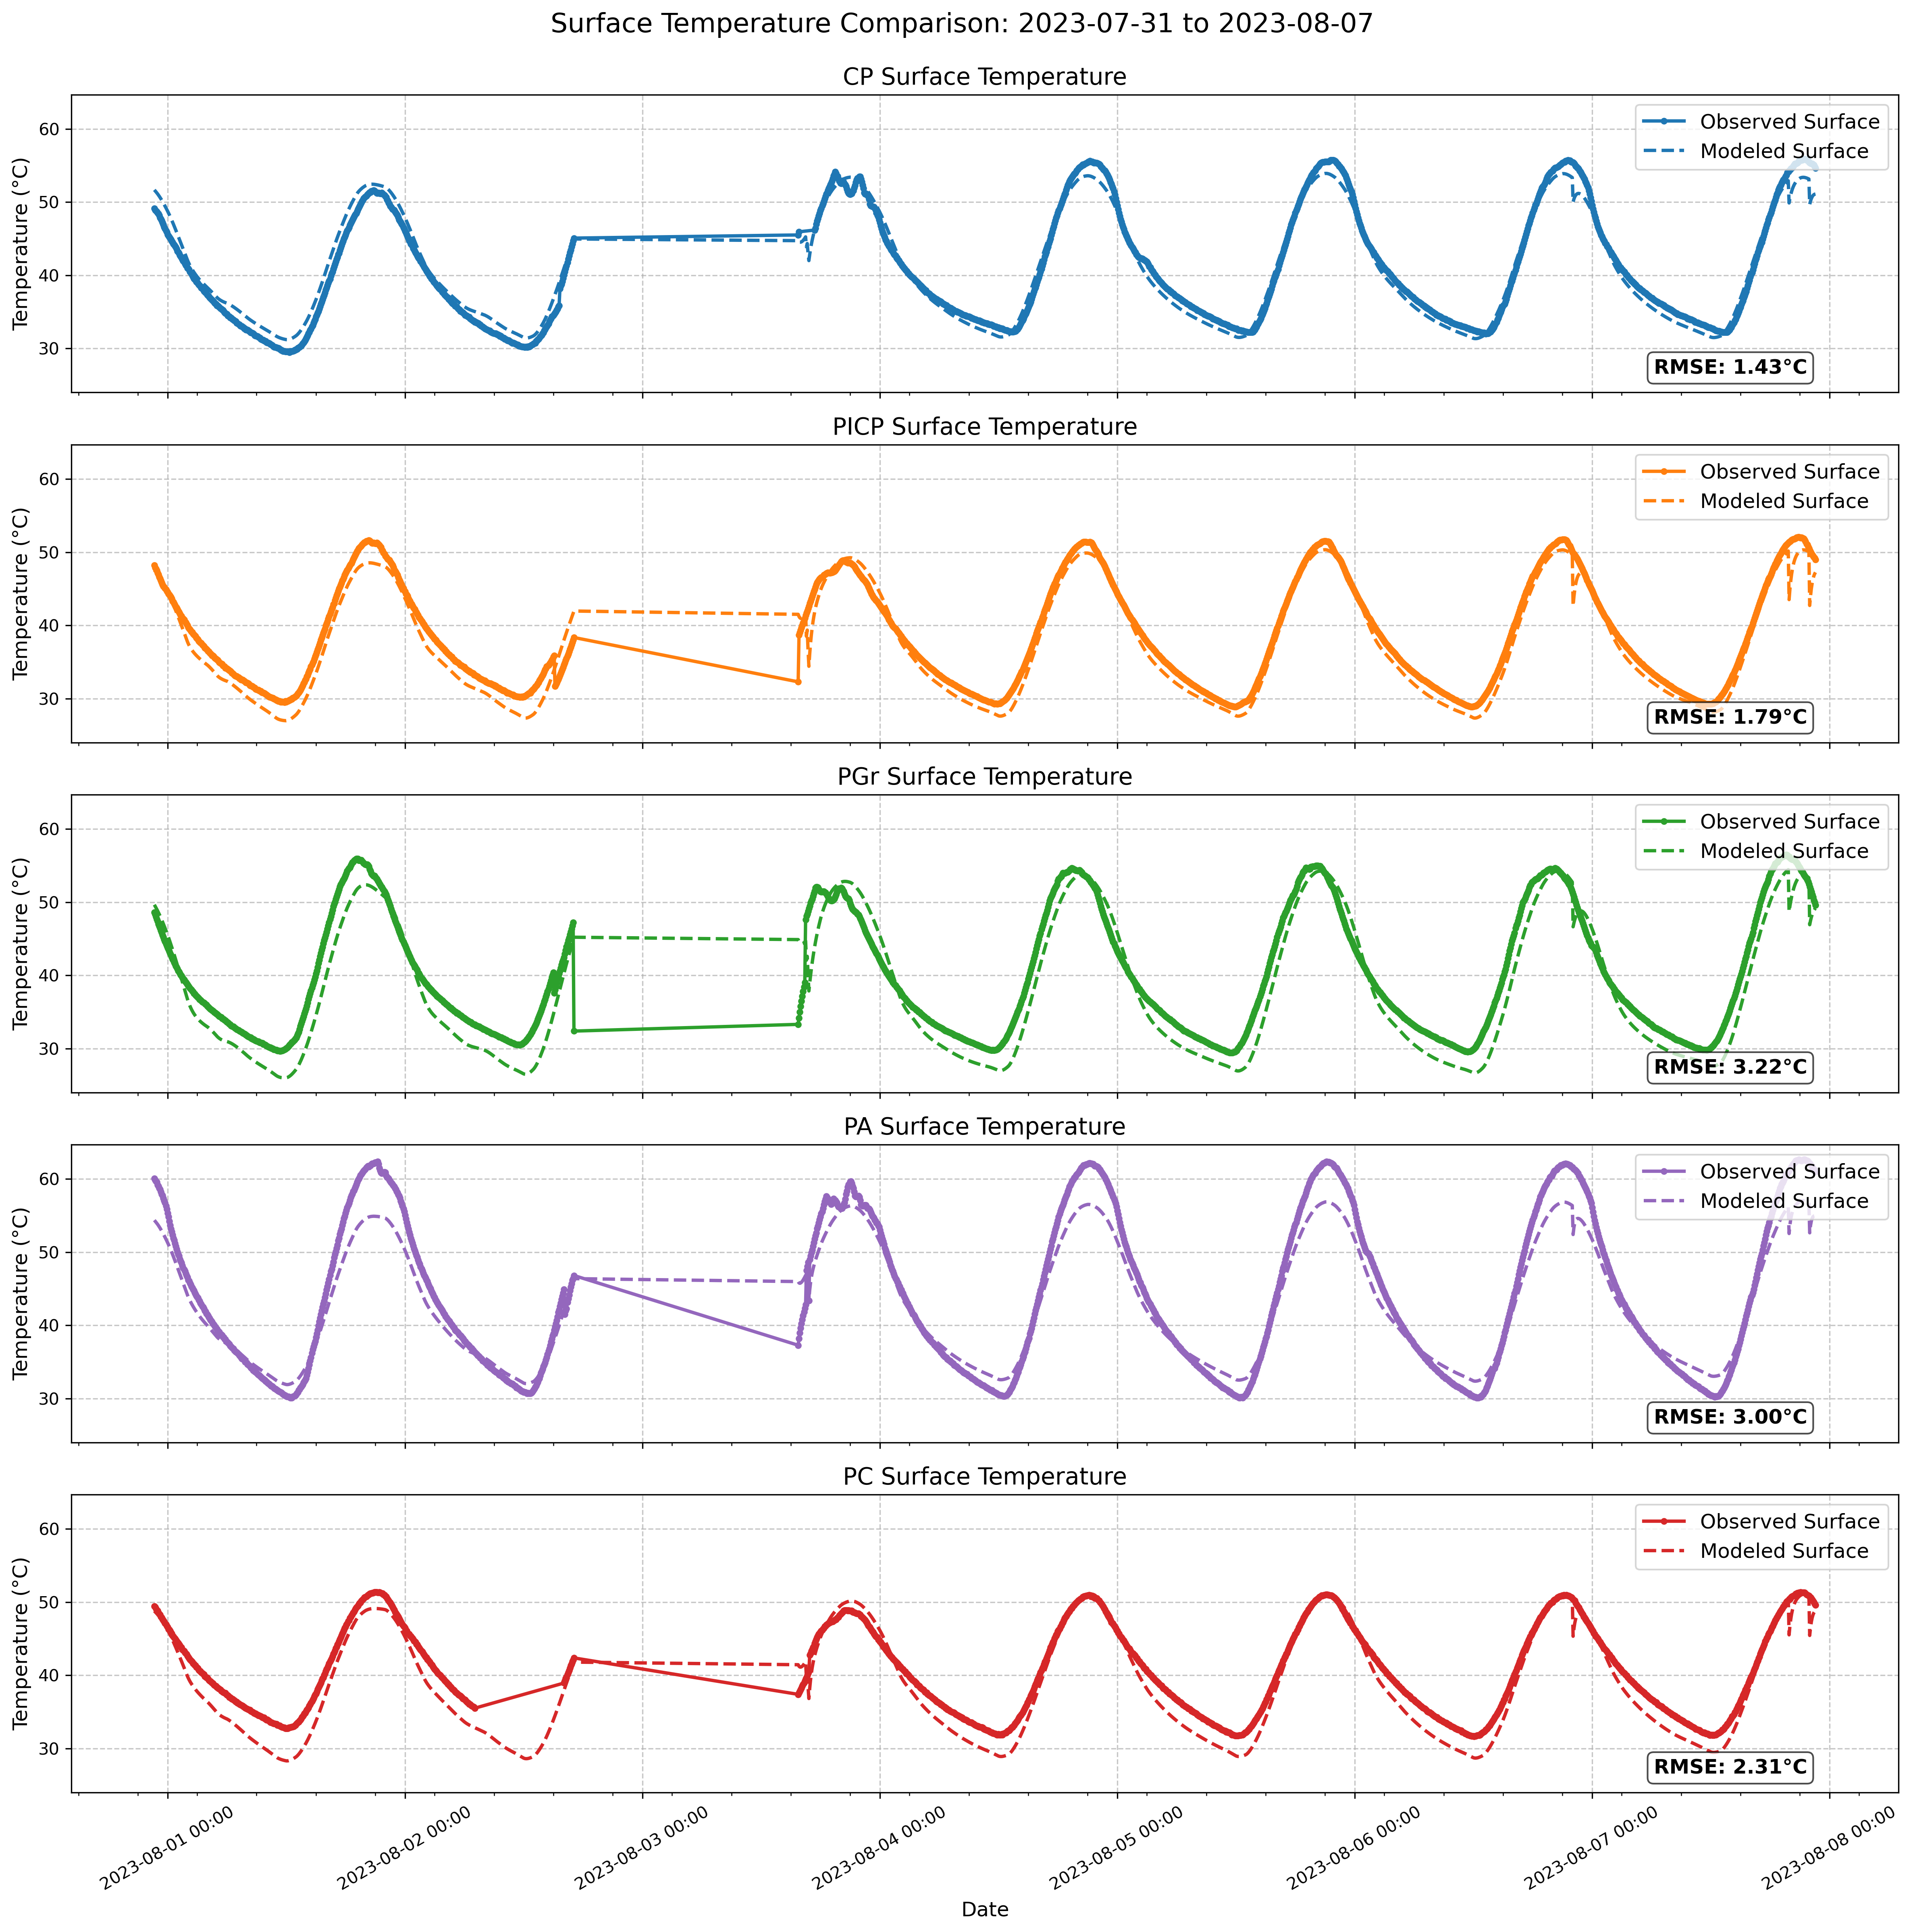 Surface Temperature Comparison: 2023-07-31 to 2023-08-07
CP Surface Temperature
Temperature (°C)
60
50
40
30
Observed Surface
Modeled Surface
RMSE: 1.43°C
PICP Surface Temperature
Temperature (°C)
60
50
40
30
Observed Surface
Modeled Surface
RMSE: 1.79°C
PGr Surface Temperature
Temperature (°C)
60
50
40
30
Observed Surface
Modeled Surface
RMSE: 3.22°C
PA Surface Temperature
Temperature (°C)
60
50
40
30
Observed Surface
Modeled Surface
RMSE: 3.00°C
PC Surface Temperature
Temperature (°C)
60
50
40
30
Observed Surface
Modeled Surface
RMSE: 2.31°C
2023-08-01 00:00
2023-08-02 00:00
2023-08-03 00:00
2023-08-04 00:00
2023-08-05 00:00
2023-08-06 00:00
2023-08-07 00:00
2023-08-08 00:00
Date